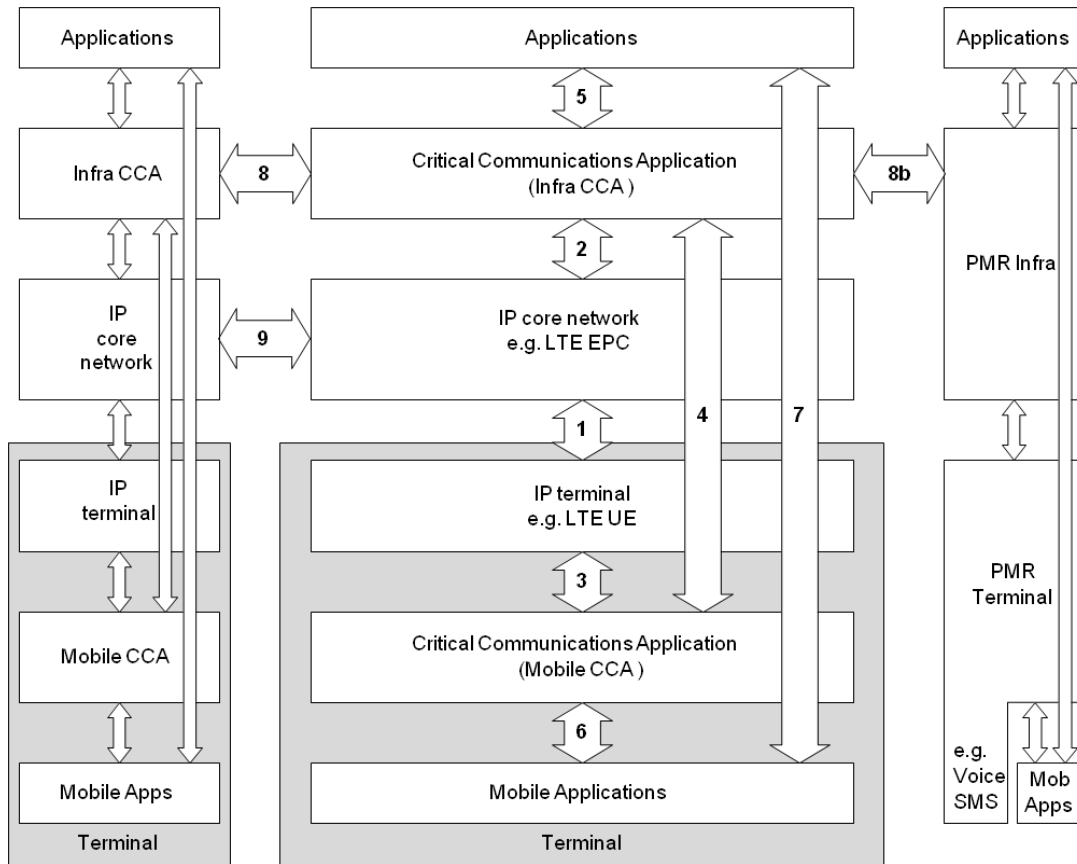 Applications
Applications
Applications
5
Infra CCA
8
Critical Communications Application
(Infra CCA )
8b
2
PMR Infra
IP
core
network
9
IP core network
e.g. LTE EPC
1
4
7
IP
terminal
IP terminal
e.g. LTE UE
3
PMR
Terminal
Mobile CCA
Critical Communications Application
(Mobile CCA )
6
e.g.
Voice
SMS
Mob
Apps
Mobile Apps
Mobile Applications
Terminal
Terminal